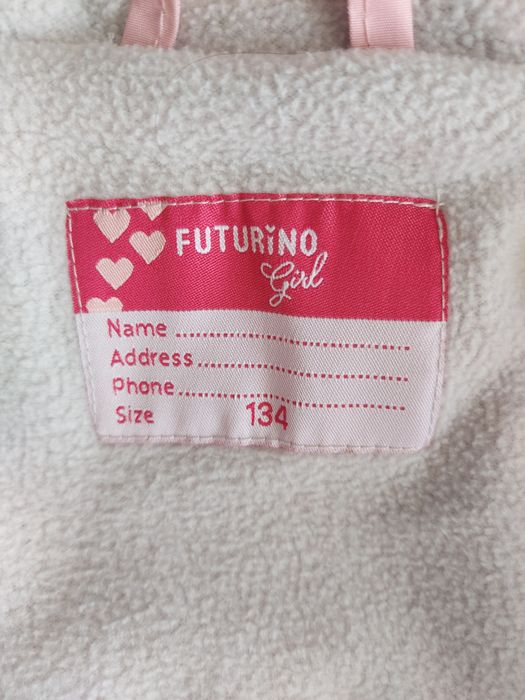 FUTURINO
Girl
Name ........................................
Address ...................................
Phone .......................................
Size 134